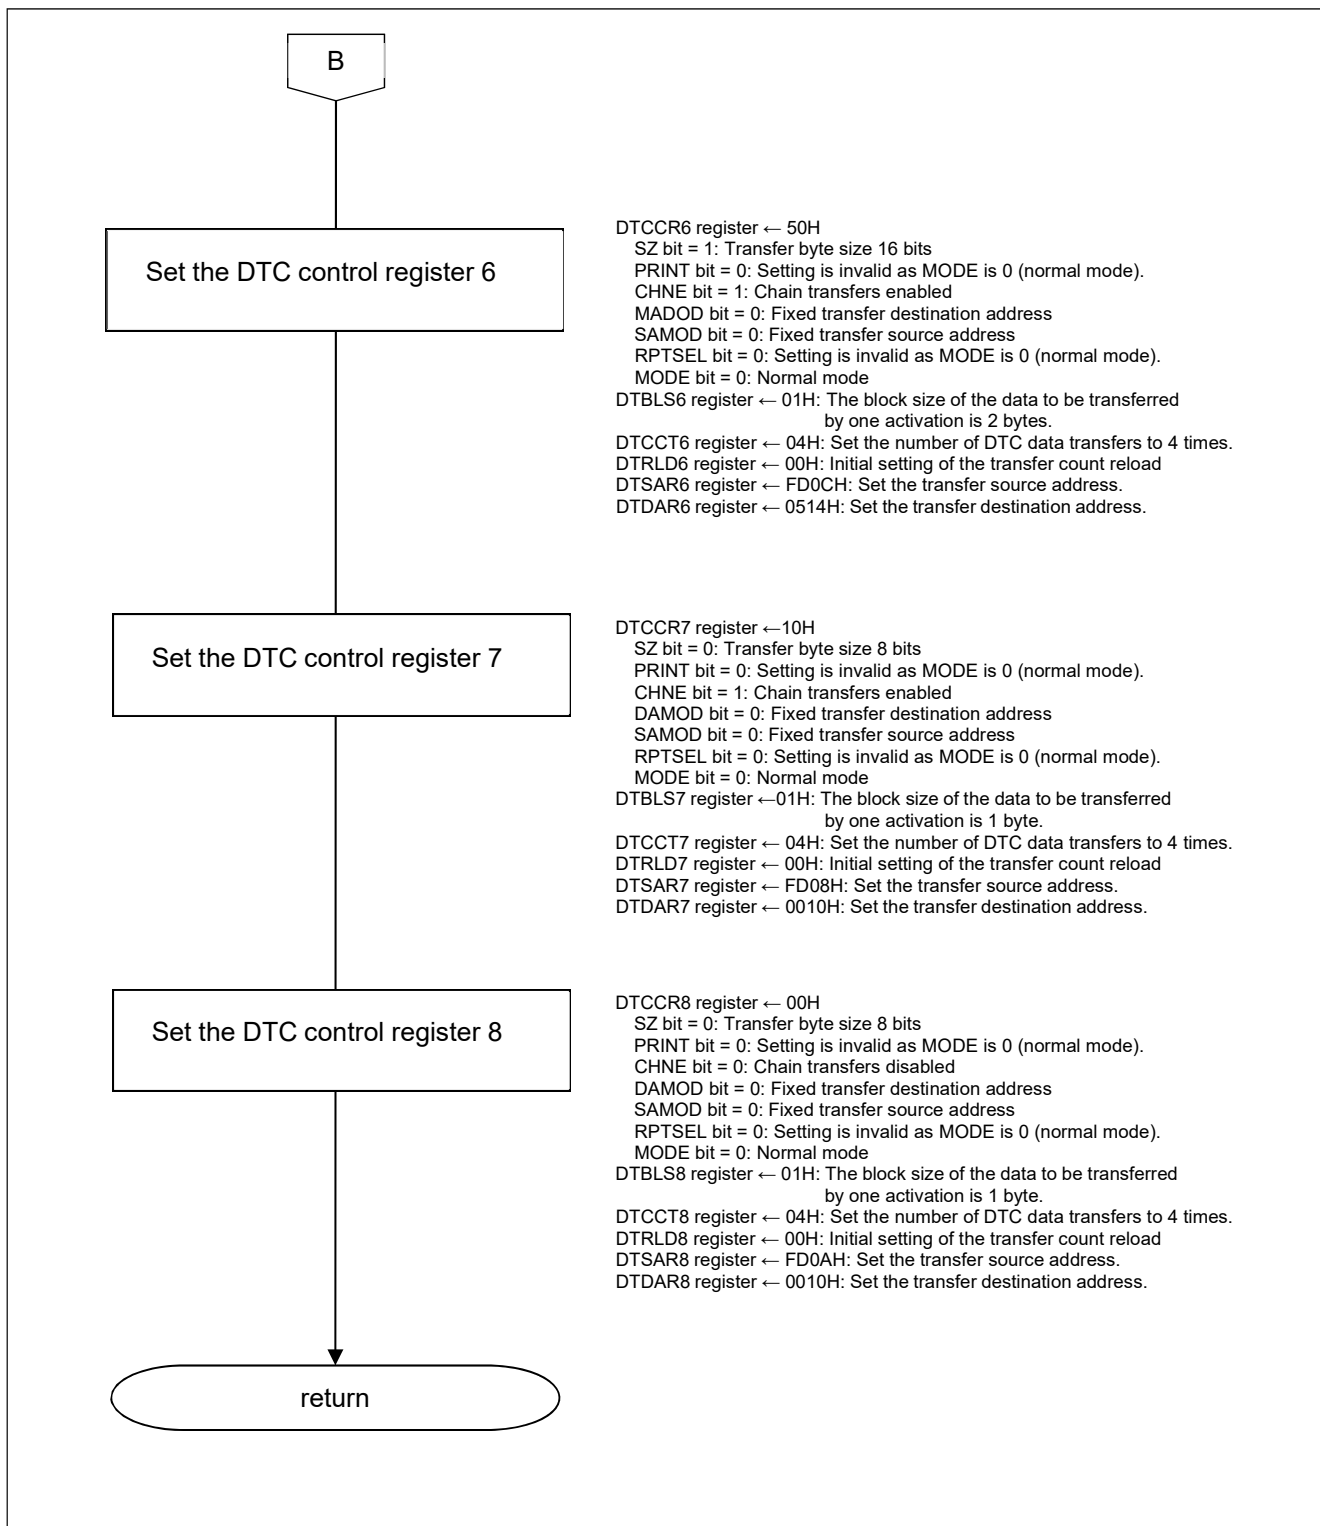 B
Set the DTC control register 6
DTCCR6 register ← 50H
SZ bit = 1: Transfer byte size 16 bits
PRINT bit = 0: Setting is invalid as MODE is 0 (normal mode).
CHNE bit = 1: Chain transfers enabled
MADOD bit = 0: Fixed transfer destination address
SAMOD bit = 0: Fixed transfer source address
RPTSEL bit = 0: Setting is invalid as MODE is 0 (normal mode).
MODE bit = 0: Normal mode
DTBLS6 register ← 01H: The block size of the data to be transferred
by one activation is 2 bytes.
DTCCT6 register ← 04H: Set the number of DTC data transfers to 4 times.
DTRLD6 register ← 00H: Initial setting of the transfer count reload
DTSAR6 register ← FD0CH: Set the transfer source address.
DTDAR6 register ← 0514H: Set the transfer destination address.
Set the DTC control register 7
DTCCR7 register ←10H
SZ bit = 0: Transfer byte size 8 bits
PRINT bit = 0: Setting is invalid as MODE is 0 (normal mode).
CHNE bit = 1: Chain transfers enabled
DAMOD bit = 0: Fixed transfer destination address
SAMOD bit = 0: Fixed transfer source address
RPTSEL bit = 0: Setting is invalid as MODE is 0 (normal mode).
MODE bit = 0: Normal mode
DTBLS7 register ←01H: The block size of the data to be transferred
by one activation is 1 byte.
DTCCT7 register ← 04H: Set the number of DTC data transfers to 4 times.
DTRLD7 register ← 00H: Initial setting of the transfer count reload
DTSAR7 register ← FD08H: Set the transfer source address.
DTDAR7 register ← 0010H: Set the transfer destination address.
Set the DTC control register 8
DTCCR8 register ← 00H
SZ bit = 0: Transfer byte size 8 bits
PRINT bit = 0: Setting is invalid as MODE is 0 (normal mode).
CHNE bit = 0: Chain transfers disabled
DAMOD bit = 0: Fixed transfer destination address
SAMOD bit = 0: Fixed transfer source address
RPTSEL bit = 0: Setting is invalid as MODE is 0 (normal mode).
MODE bit = 0: Normal mode
DTBLS8 register ← 01H: The block size of the data to be transferred
by one activation is 1 byte.
DTCCT8 register ← 04H: Set the number of DTC data transfers to 4 times.
DTRLD8 register ← 00H: Initial setting of the transfer count reload
DTSAR8 register ← FD0AH: Set the transfer source address.
DTDAR8 register ← 0010H: Set the transfer destination address.
return